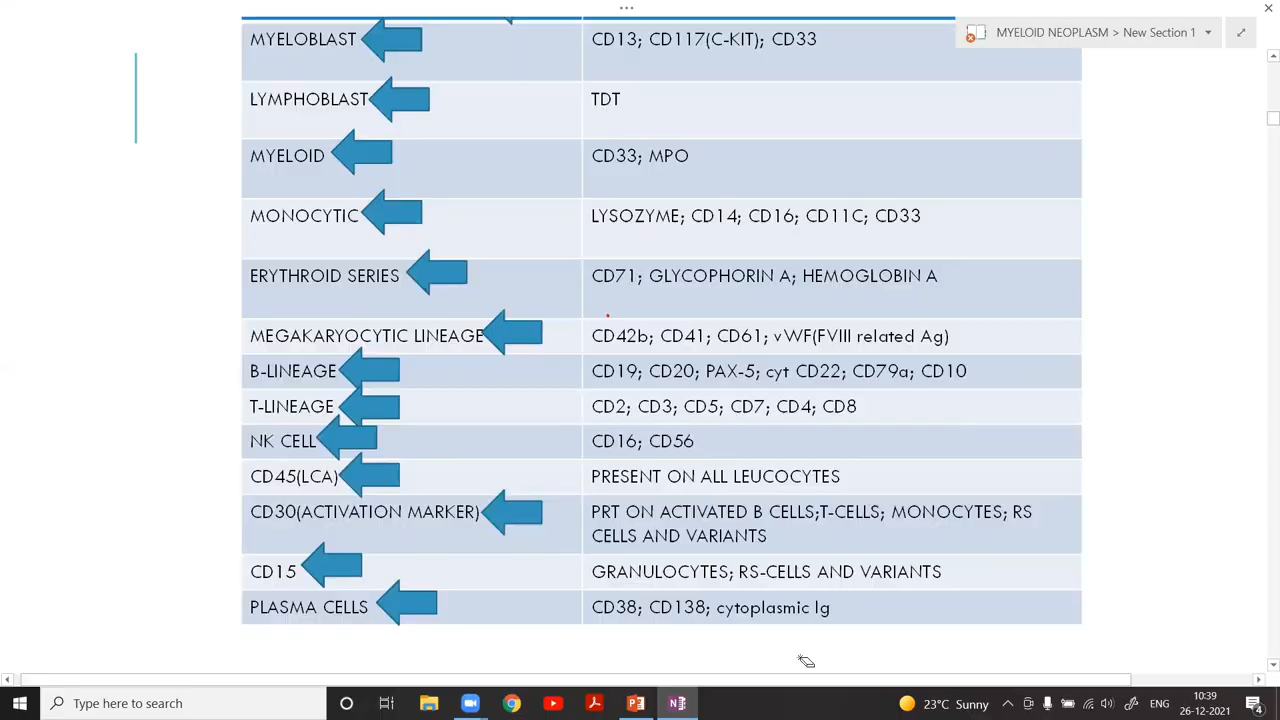 MYELOID NEOPLASM > New Section 1
MYELOBLAST CD13; CD117(C-KIT); CD33
LYMPHOBLAST TDT
MYELOID CD33; MPO
MONOCYTIC LYSOZYME; CD14; CD16; CD11C; CD33
ERYTHROID SERIES CD71; GLYCOPHORIN A; HEMOGLOBIN A
MEGAKARYOCYTIC LINEAGE CD42b; CD41; CD61; vWF(FVIII related Ag)
B-LINEAGE CD19; CD20; PAX-5; cyt CD22; CD79a; CD10
T-LINEAGE CD2; CD3; CD5; CD7; CD4; CD8
NK CELL CD16; CD56
CD45(LCA) PRESENT ON ALL LEUCOCYTES
CD30(ACTIVATION MARKER) PRT ON ACTIVATED B CELLS;T-CELLS; MONOCYTES; RS
CELLS AND VARIANTS
CD15 GRANULOCYTES; RS-CELLS AND VARIANTS
PLASMA CELLS CD38; CD138; cytoplasmic Ig
Type here to search
23°C Sunny
ENG
10:39
26-12-2021
4